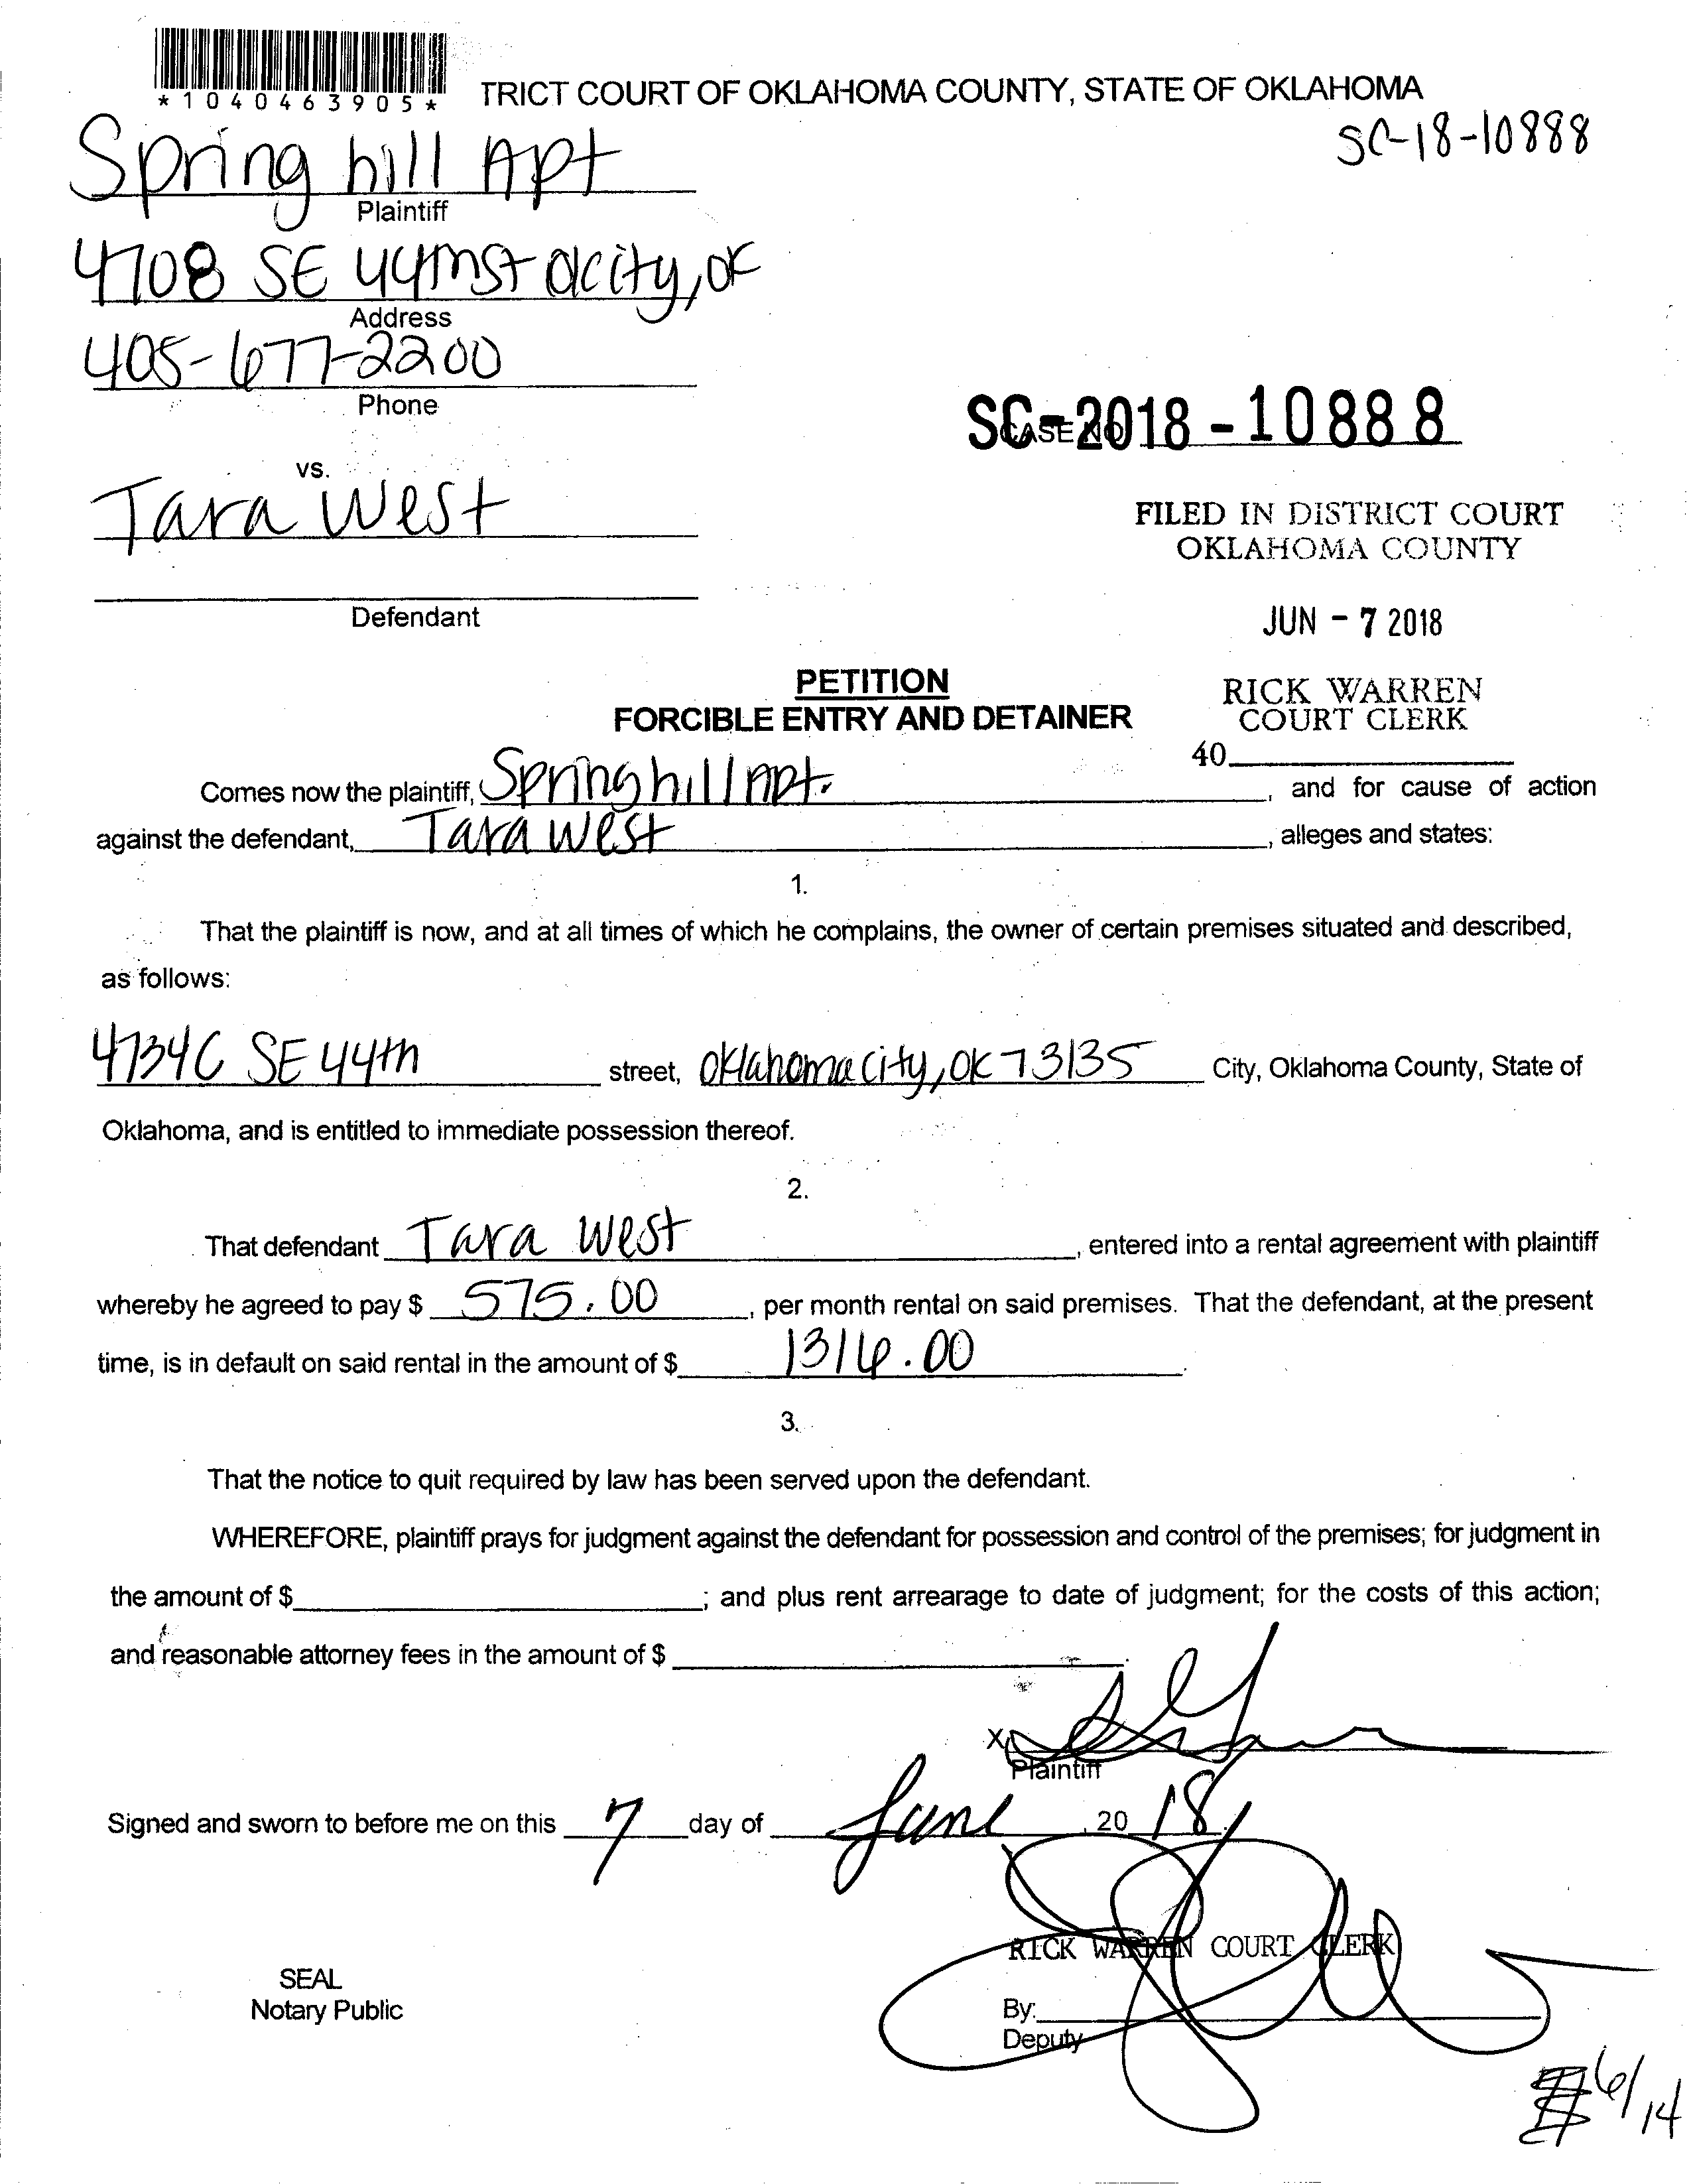 *1040463905*
TRICT COURT OF OKLAHOMA COUNTY, STATE OF OKLAHOMA
SC-18-10888
Spring hill Apt
Plaintiff
4708 SE 44th St okcity, ok
Address
405-677-2200
Phone
SC-2018-10888
CASE NO
vs.
Tara West
FILED IN DISTRICT COURT
OKLAHOMA COUNTY
Defendant
JUN - 7 2018
PETITION
FORCIBLE ENTRY AND DETAINER
RICK WARREN
COURT CLERK
40
Comes now the plaintiff, Spring hill Apt. , and for cause of action
against the defendant, Tara West , alleges and states:
1.
That the plaintiff is now, and at all times of which he complains, the owner of certain premises situated and described,
as follows:
4734C SE 44th street, Oklahoma city, OK 73135 City, Oklahoma County, State of
Oklahoma, and is entitled to immediate possession thereof.
2.
That defendant Tara West , entered into a rental agreement with plaintiff
whereby he agreed to pay $ 575.00 , per month rental on said premises. That the defendant, at the present
time, is in default on said rental in the amount of $ 1316.00 .
3.
That the notice to quit required by law has been served upon the defendant.
WHEREFORE, plaintiff prays for judgment against the defendant for possession and control of the premises; for judgment in
the amount of $ ; and plus rent arrearage to date of judgment; for the costs of this action;
and reasonable attorney fees in the amount of $ .
X
Plaintiff
Signed and sworn to before me on this 7 day of June , 20 18.
RICK WARREN COURT CLERK
SEAL
Notary Public
By:
Deputy
6/14